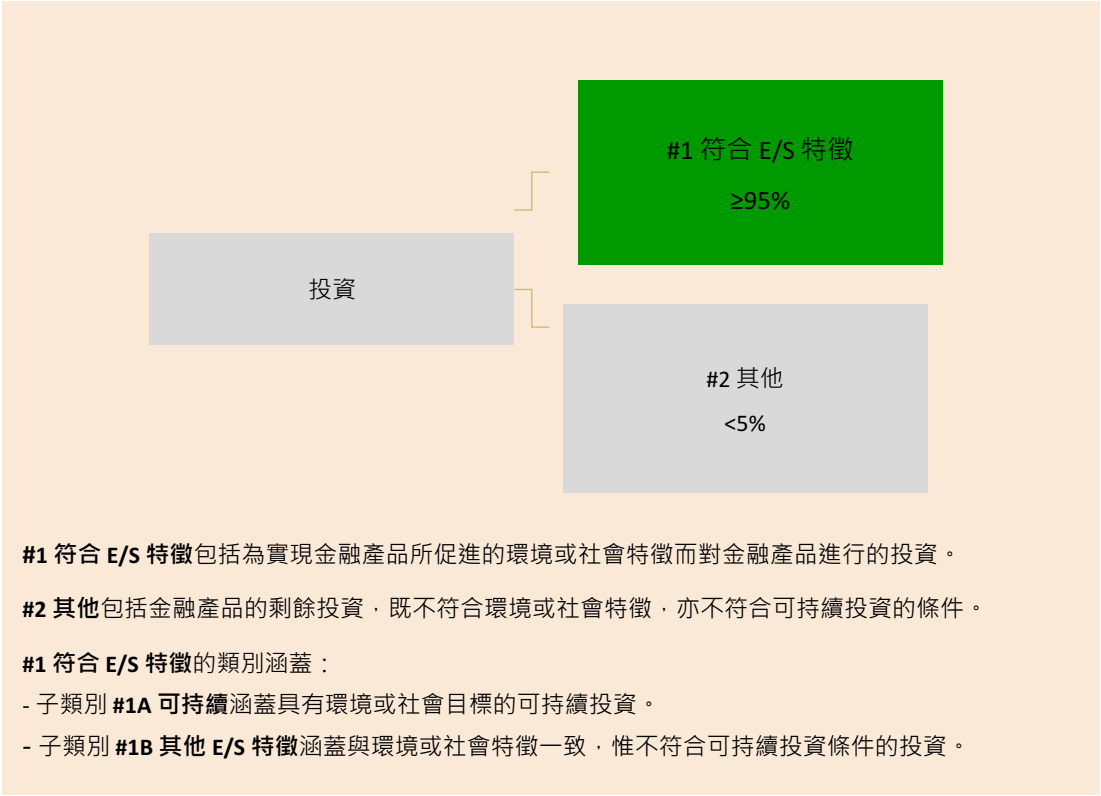 #1 符合 E/S 特徵
≥95%
投資
#2 其他
<5%
#1 符合 E/S 特徵包括為實現金融產品所促進的環境或社會特徵而對金融產品進行的投資。
#2 其他包括金融產品的剩餘投資，既不符合環境或社會特徵，亦不符合可持續投資的條件。
#1 符合 E/S 特徵的類別涵蓋：
- 子類別 #1A 可持續涵蓋具有環境或社會目標的可持續投資。
- 子類別 #1B 其他 E/S 特徵涵蓋與環境或社會特徵一致，惟不符合可持續投資條件的投資。